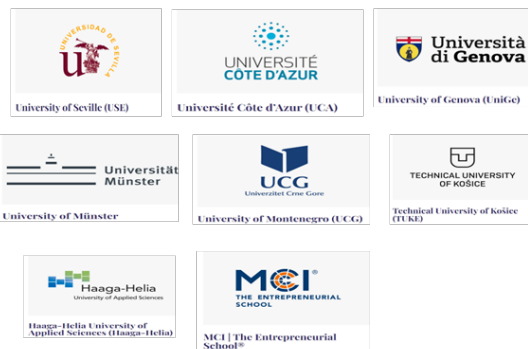 UNIVERSIDAD DE SEVILLA
University of Seville (USE)
UNIVERSITÉ
CÔTE D'AZUR
Université Côte d'Azur (UCA)
Università
di Genova
University of Genova (UniGe)
Universität
Münster
University of Münster
UCG
Univerzitet Crne Gore
University of Montenegro (UCG)
TECHNICAL UNIVERSITY
OF KOŠICE
Technical University of Košice
(TUKE)
Haaga-Helia
University of Applied Sciences
Haaga-Helia University of
Applied Sciences (Haaga-Helia)
MCI®
THE ENTREPRENEURIAL
SCHOOL
MCI | The Entrepreneurial
School®